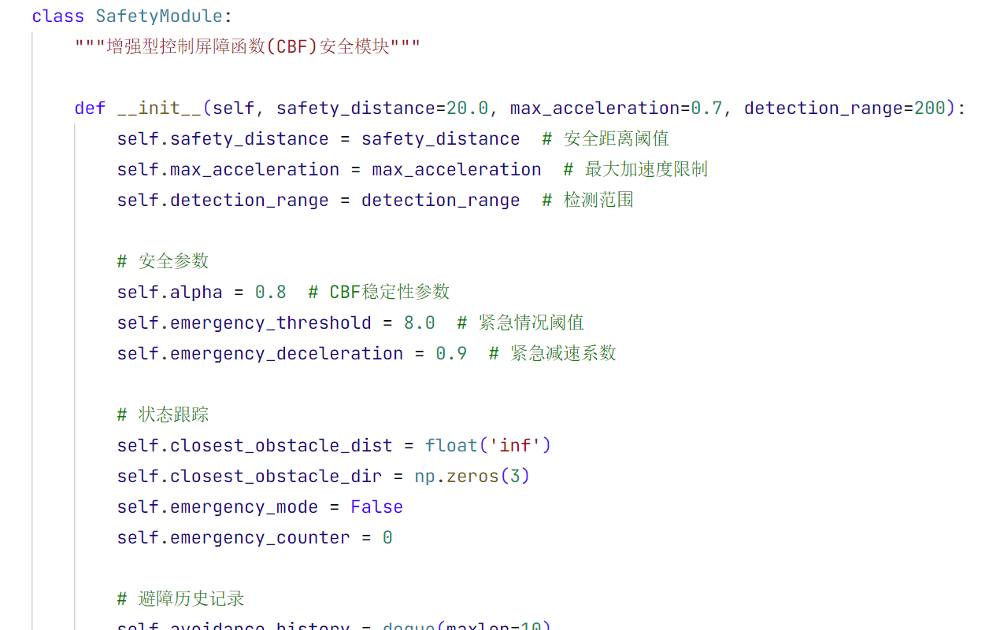 class SafetyModule:
"""增强型控制屏障函数(CBF)安全模块"""
def __init__(self, safety_distance=20.0, max_acceleration=0.7, detection_range=200):
self.safety_distance = safety_distance  # 安全距离阈值
self.max_acceleration = max_acceleration  # 最大加速度限制
self.detection_range = detection_range  # 检测范围
# 安全参数
self.alpha = 0.8  # CBF稳定性参数
self.emergency_threshold = 8.0  # 紧急情况阈值
self.emergency_deceleration = 0.9  # 紧急减速系数
# 状态跟踪
self.closest_obstacle_dist = float('inf')
self.closest_obstacle_dir = np.zeros(3)
self.emergency_mode = False
self.emergency_counter = 0
# 避障历史记录
self.avoidance_history = deque(maxlen=10)